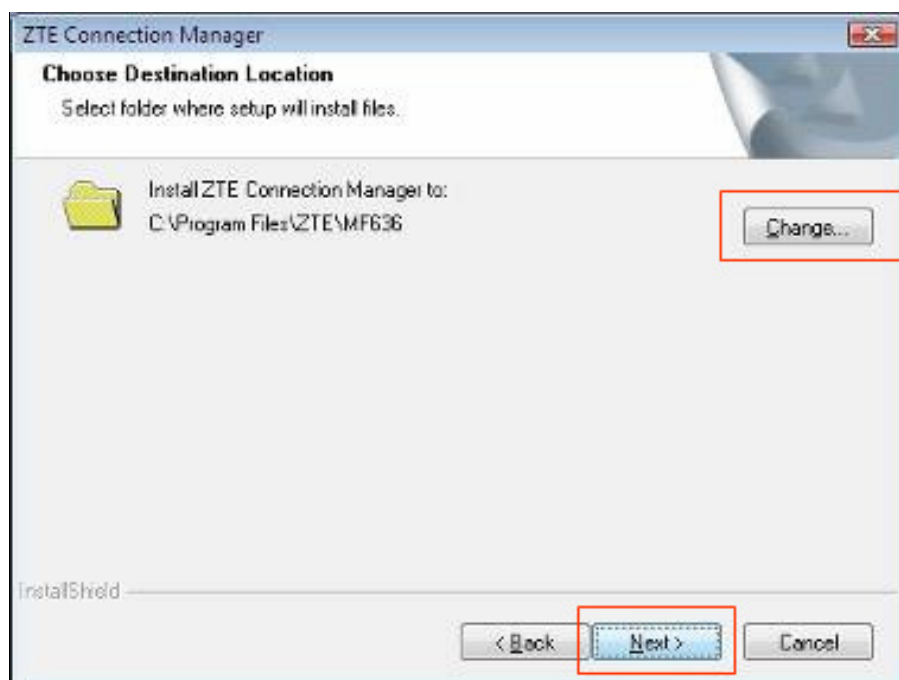 ZTE Connection Manager
Choose Destination Location
Select folder where setup will install files.
Install ZTE Connection Manager to:
C:\Program Files\ZTE\MF636
Change...
InstallShield
< Back
Next >
Cancel